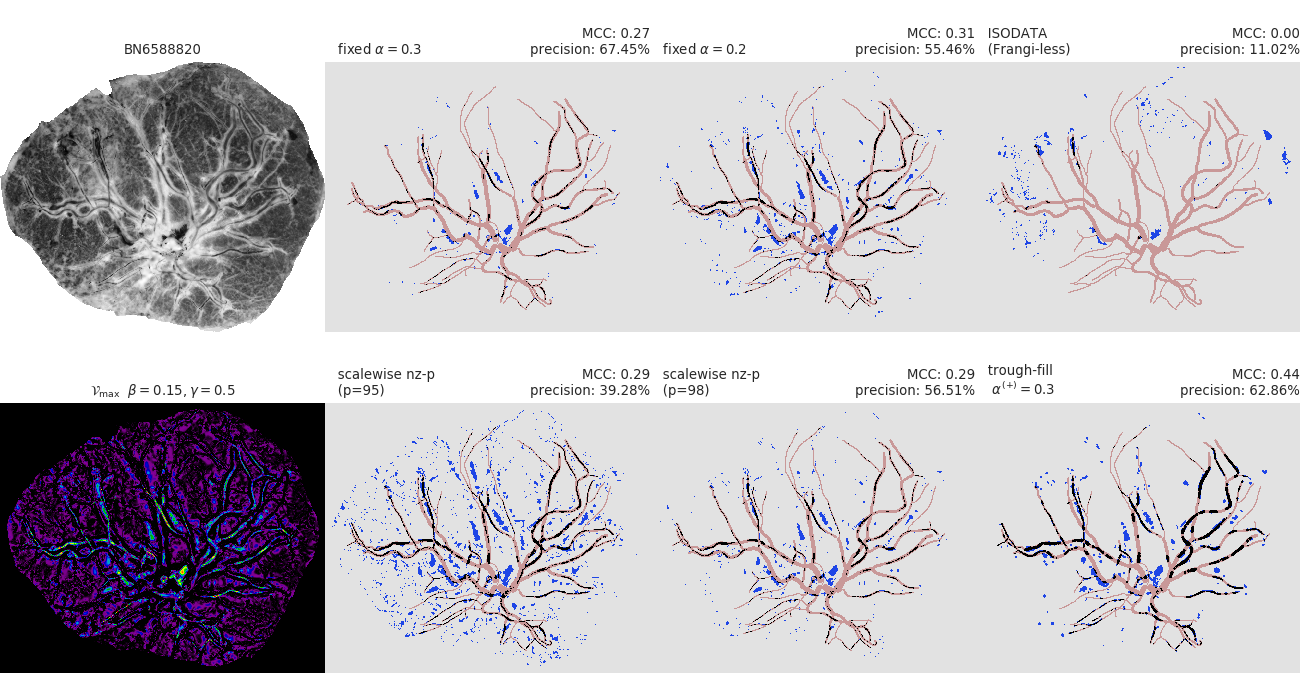 BN6588820
fixed α = 0.3
MCC: 0.27
precision: 67.45%
fixed α = 0.2
MCC: 0.31
precision: 55.46%
ISODATA
(Frangi-less)
MCC: 0.00
precision: 11.02%
𝒱max β = 0.15, γ = 0.5
scalewise nz-p
(p=95)
MCC: 0.29
precision: 39.28%
scalewise nz-p
(p=98)
MCC: 0.29
precision: 56.51%
trough-fill
α(+) = 0.3
MCC: 0.44
precision: 62.86%